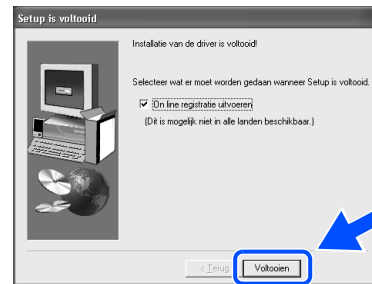 Setup is voltooid
Installatie van de driver is voltooid!
Selecteer wat er moet worden gedaan wanneer Setup is voltooid.
On line registratie uitvoeren
(Dit is mogelijk niet in alle landen beschikbaar.)
< Terug
Voltooien